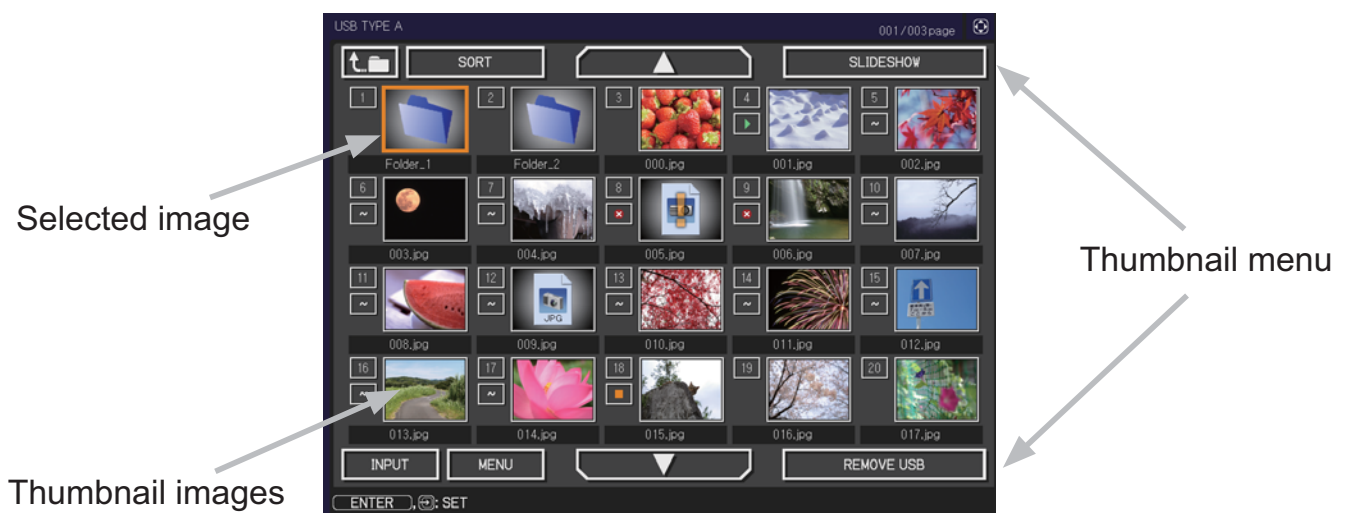 USB TYPE A
001/003page
SORT
SLIDESHOW
1
2
3
4
5
Folder_1
Folder_2
000.jpg
001.jpg
002.jpg
6
7
8
9
10
003.jpg
004.jpg
005.jpg
006.jpg
007.jpg
11
12
13
14
15
JPG
008.jpg
009.jpg
010.jpg
011.jpg
012.jpg
16
17
18
19
20
013.jpg
014.jpg
015.jpg
016.jpg
017.jpg
INPUT
MENU
REMOVE USB
ENTER , : SET
Selected image
Thumbnail menu
Thumbnail images